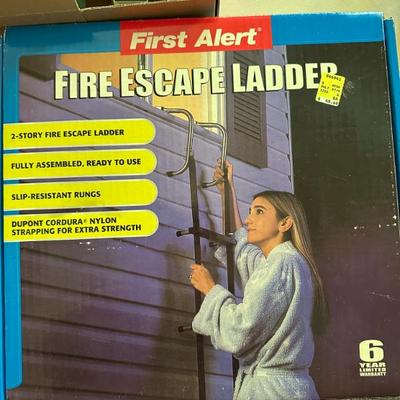 First Alert®
FIRE ESCAPE LADDER
2-STORY FIRE ESCAPE LADDER
FULLY ASSEMBLED, READY TO USE
SLIP-RESISTANT RUNGS
DUPONT CORDURA® NYLON
STRAPPING FOR EXTRA STRENGTH
6
YEAR
LIMITED
WARRANTY